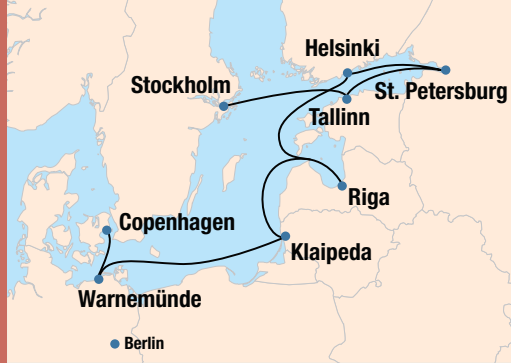 Helsinki
Stockholm
St. Petersburg
Tallinn
Riga
Copenhagen
Klaipeda
Warnemünde
Berlin